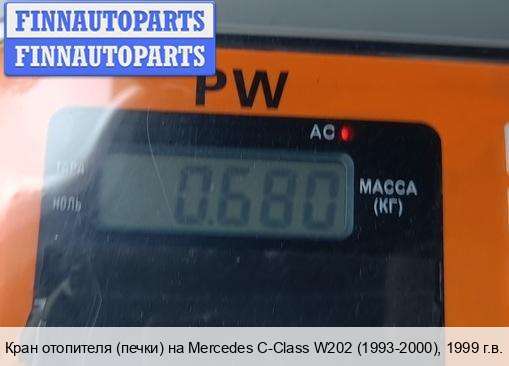 FINNAUTOPARTS
FINNAUTOPARTS
PW
AC
ТАРА
НОЛЬ
0.680
МАССА
(КГ)
Кран отопителя (печки) на Mercedes C-Class W202 (1993-2000), 1999 г.в.